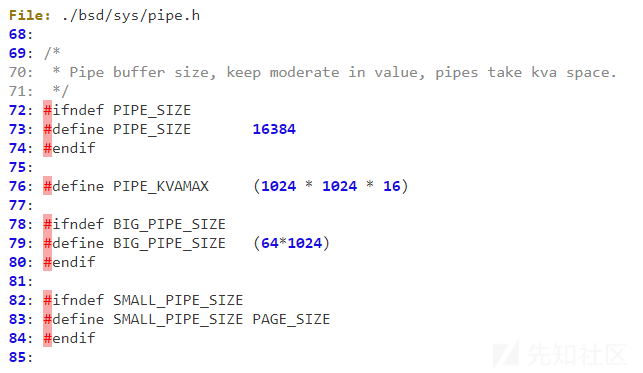 File: ./bsd/sys/pipe.h
68:
69: /*
70:  * Pipe buffer size, keep moderate in value, pipes take kva space.
71:  */
72: #ifndef PIPE_SIZE
73: #define PIPE_SIZE       16384
74: #endif
75:
76: #define PIPE_KVAMAX     (1024 * 1024 * 16)
77:
78: #ifndef BIG_PIPE_SIZE
79: #define BIG_PIPE_SIZE   (64*1024)
80: #endif
81:
82: #ifndef SMALL_PIPE_SIZE
83: #define SMALL_PIPE_SIZE PAGE_SIZE
84: #endif
85:
先知社区